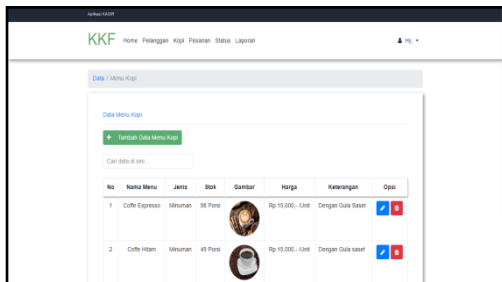 Aplikasi KASIR
KKF Home Pelanggan Kopi Pesanan Status Laporan Hy,
Data / Menu Kopi
Data Menu Kopi
+ Tambah Data Menu Kopi
Cari data di sini..
No Nama Menu Jenis Stok Gambar Harga Keterangan Opsi
1 Coffe Expresso Minuman 98 Porsi Rp.15.000,- /Unit Dengan Gula Saset
2 Coffe Hitam Minuman 49 Porsi Rp.15.000,- /Unit Dengan Gula saset